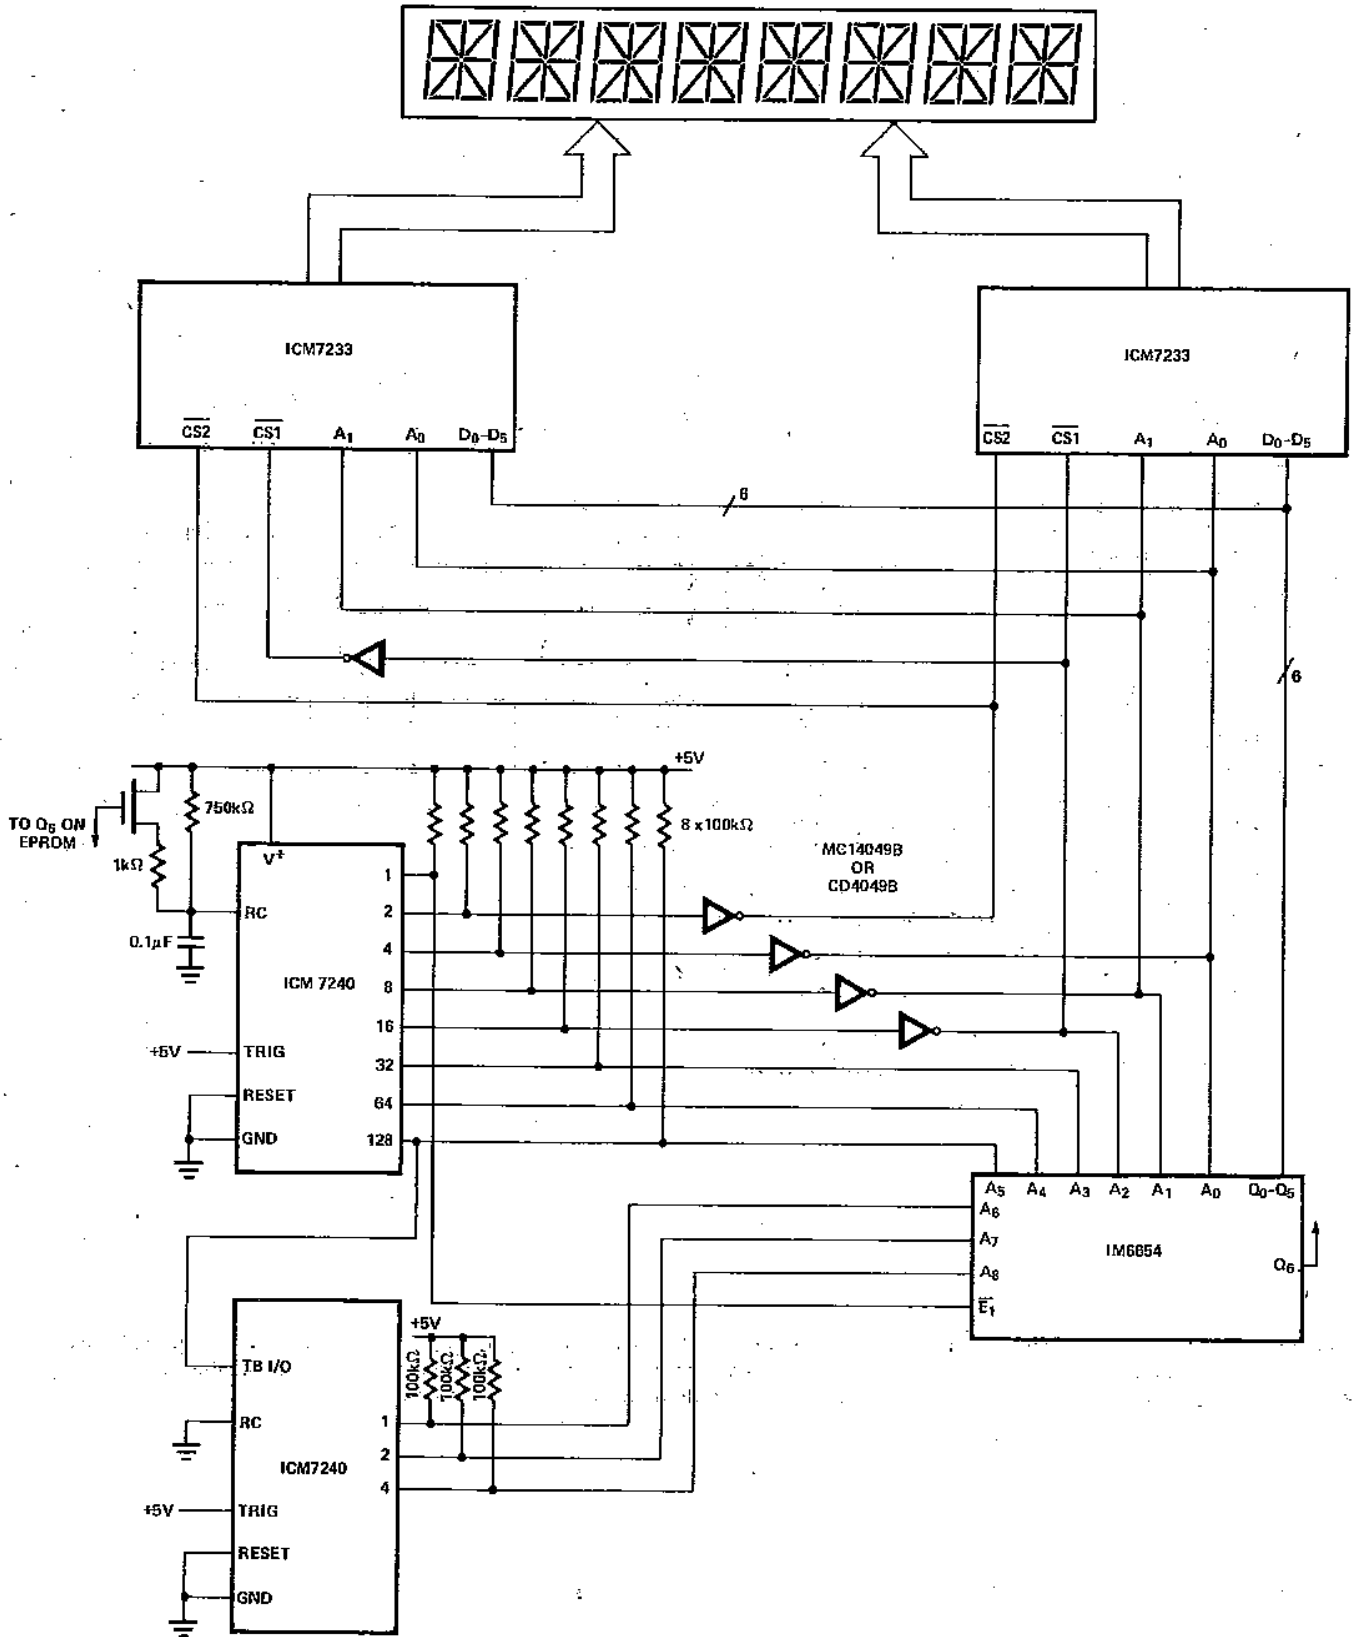 ICM7233
CS2 CS1 A1 A0 D0-D5
ICM7233
CS2 CS1 A1 A0 D0-D5
6
6
+5V
TO Q5 ON
EPROM
750kΩ
1kΩ
8 x100kΩ
MC14049B
OR
CD4049B
V+
RC
0.1µF
ICM 7240
1
2
4
8
16
32
64
128
+5V
TRIG
RESET
GND
A5 A4 A3 A2 A1 A0 Q0-Q5
A6
A7
A8
E1
IM6654
Q6
+5V
100kΩ
100kΩ
100kΩ
TB I/O
RC
ICM7240
1
2
4
+5V
TRIG
RESET
GND